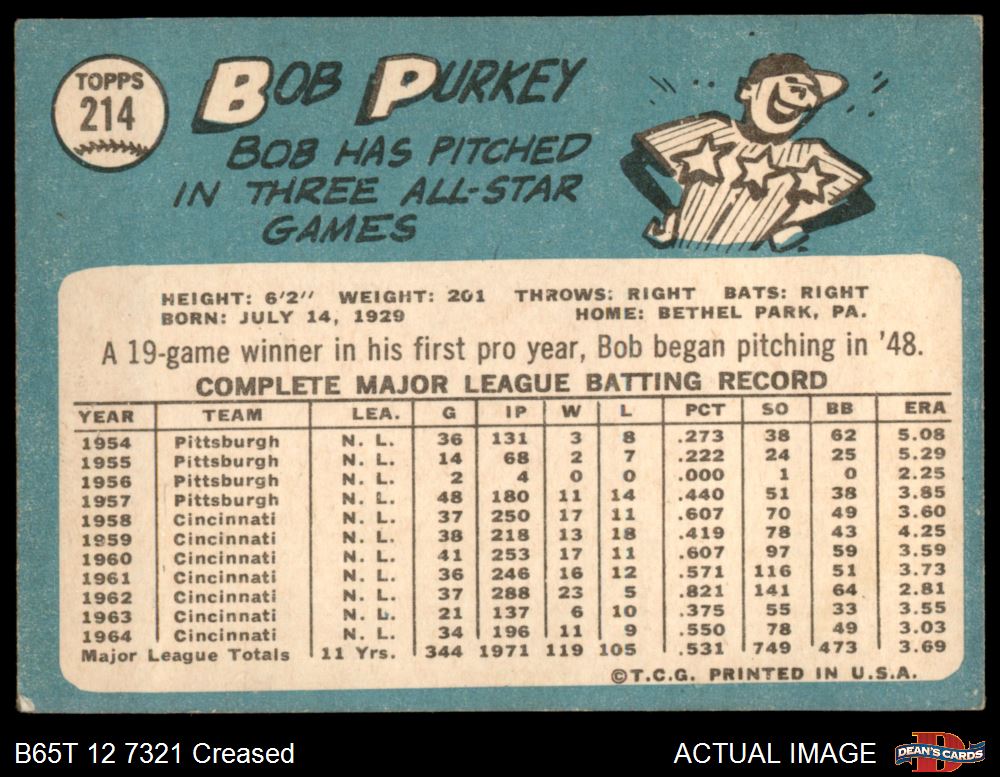 TOPPS
214
BOB PURKEY
BOB HAS PITCHED
IN THREE ALL-STAR
GAMES
HEIGHT: 6'2" WEIGHT: 201 THROWS: RIGHT BATS: RIGHT
BORN: JULY 14, 1929 HOME: BETHEL PARK, PA.
A 19-game winner in his first pro year, Bob began pitching in '48.
COMPLETE MAJOR LEAGUE BATTING RECORD
YEAR TEAM LEA. G IP W L PCT SO BB ERA
1954 Pittsburgh N. L. 36 131 3 8 .273 38 62 5.08
1955 Pittsburgh N. L. 14 68 2 7 .222 24 25 5.29
1956 Pittsburgh N. L. 2 4 0 0 .000 1 0 2.25
1957 Pittsburgh N. L. 48 180 11 14 .440 51 38 3.85
1958 Cincinnati N. L. 37 250 17 11 .607 70 49 3.60
1959 Cincinnati N. L. 38 218 13 18 .419 78 43 4.25
1960 Cincinnati N. L. 41 253 17 11 .607 97 59 3.59
1961 Cincinnati N. L. 36 246 16 12 .571 116 51 3.73
1962 Cincinnati N. L. 37 288 23 5 .821 141 64 2.81
1963 Cincinnati N. L. 21 137 6 10 .375 55 33 3.55
1964 Cincinnati N. L. 34 196 11 9 .550 78 49 3.03
Major League Totals 11 Yrs. 344 1971 119 105 .531 749 473 3.69
©T.C.G. PRINTED IN U.S.A.
B65T 12 7321 Creased ACTUAL IMAGE DEAN'S CARDS